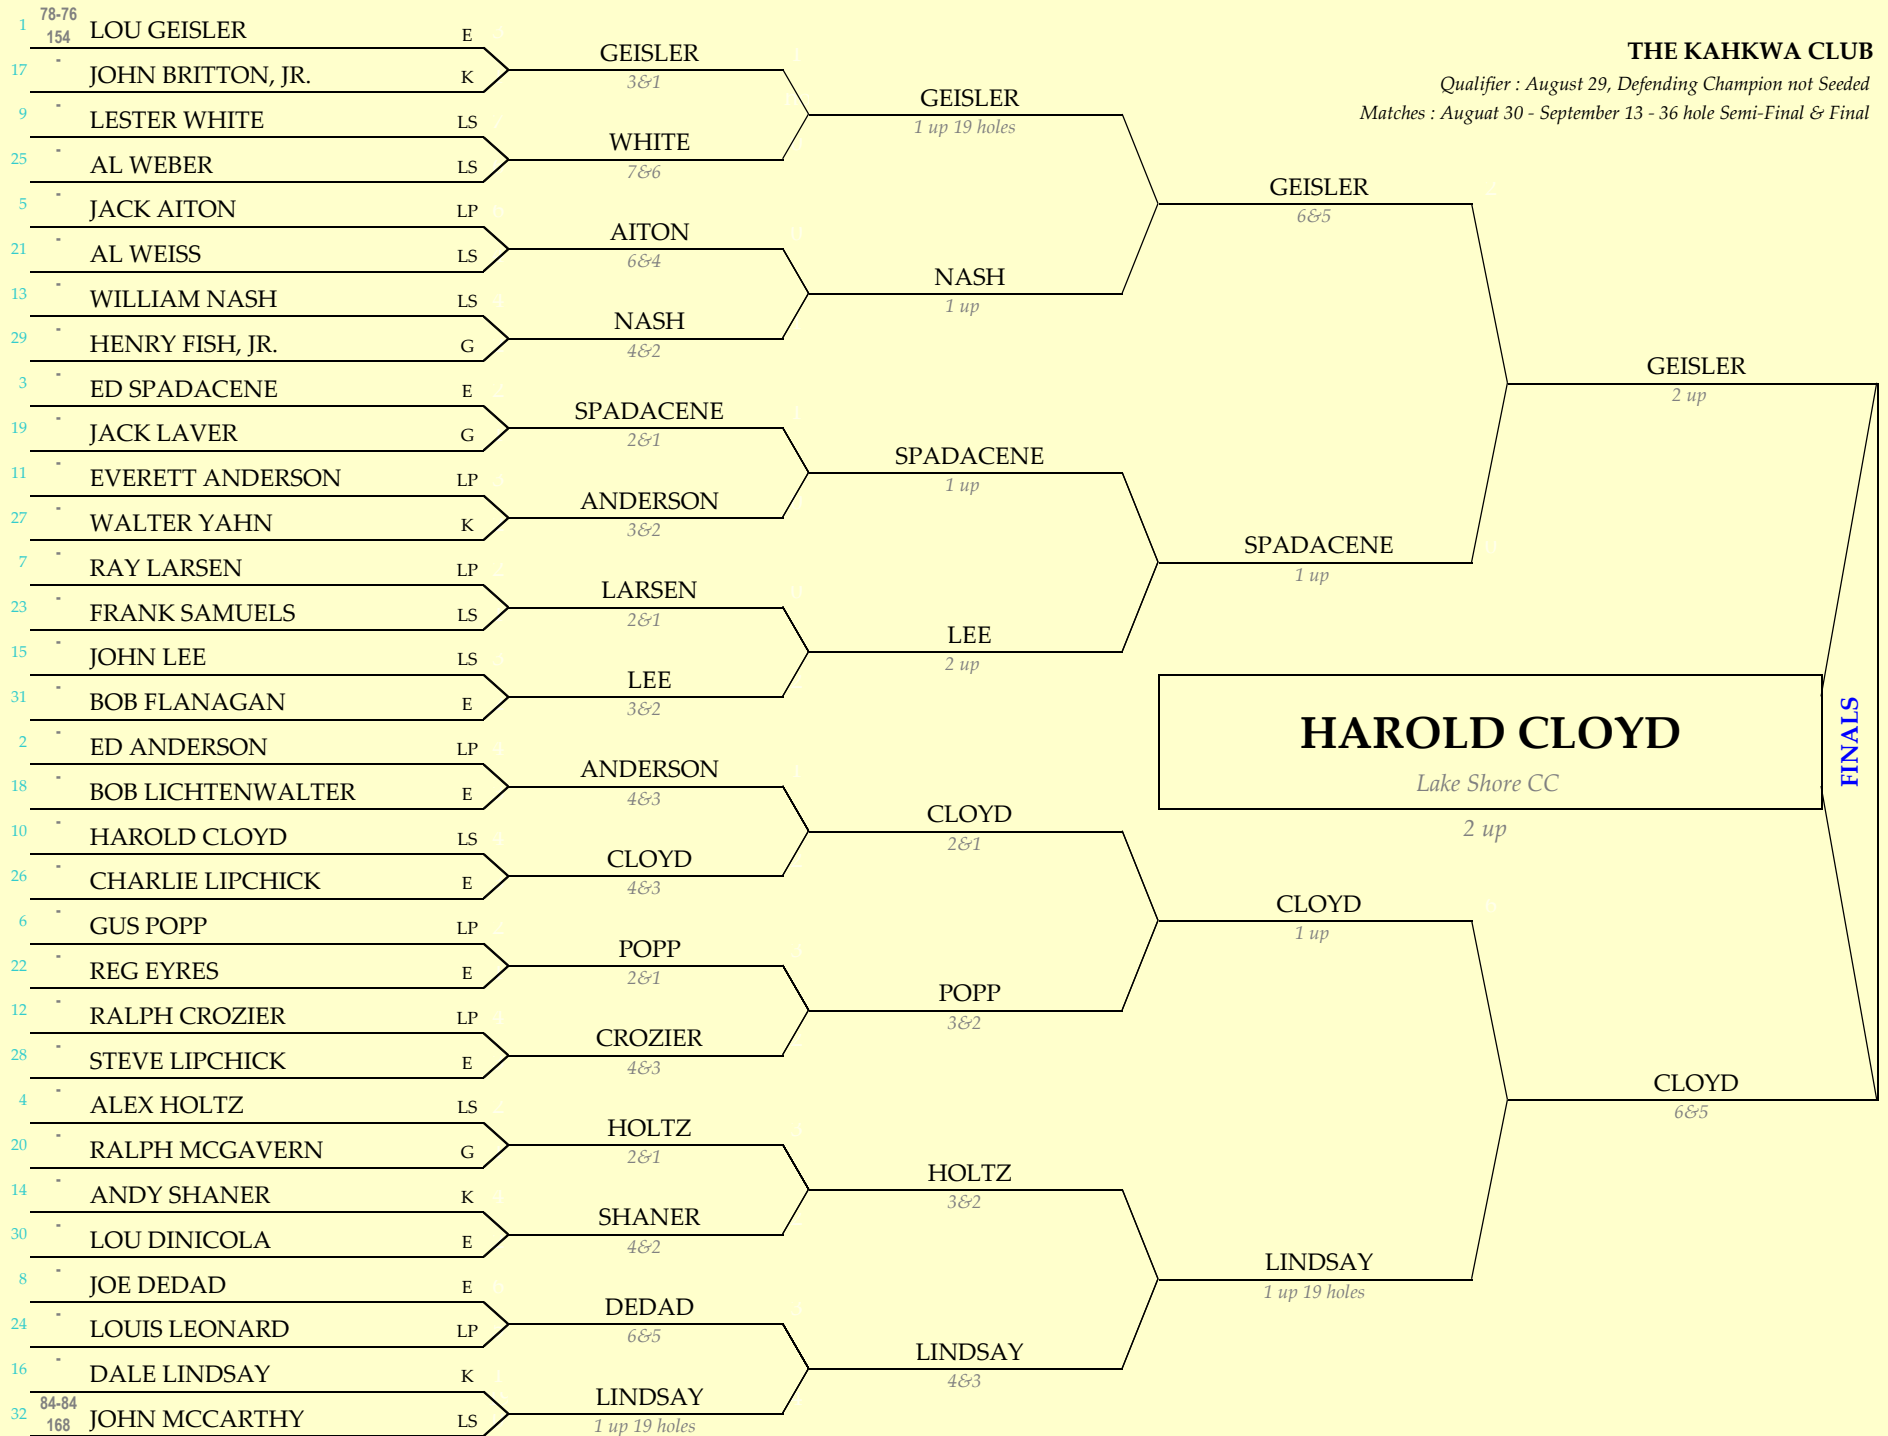 THE KAHKWA CLUB
Qualifier : August 29, Defending Champion not Seeded
Matches : Auguat 30 - September 13 - 36 hole Semi-Final & Final
1 78-76 154 LOU GEISLER E
17 - JOHN BRITTON, JR. K
9 - LESTER WHITE LS
25 - AL WEBER LS
5 - JACK AITON LP
21 - AL WEISS LS
13 - WILLIAM NASH LS
29 - HENRY FISH, JR. G
3 - ED SPADACENE E
19 - JACK LAVER G
11 - EVERETT ANDERSON LP
27 - WALTER YAHN K
7 - RAY LARSEN LP
23 - FRANK SAMUELS LS
15 - JOHN LEE LS
31 - BOB FLANAGAN E
2 - ED ANDERSON LP
18 - BOB LICHTENWALTER E
10 - HAROLD CLOYD LS
26 - CHARLIE LIPCHICK E
6 - GUS POPP LP
22 - REG EYRES E
12 - RALPH CROZIER LP
28 - STEVE LIPCHICK E
4 - ALEX HOLTZ LS
20 - RALPH MCGAVERN G
14 - ANDY SHANER K
30 - LOU DINICOLA E
8 - JOE DEDAD E
24 - LOUIS LEONARD LP
16 - DALE LINDSAY K
32 84-84 168 JOHN MCCARTHY LS
GEISLER
3&1
WHITE
7&6
AITON
6&4
NASH
4&2
SPADACENE
2&1
ANDERSON
3&2
LARSEN
2&1
LEE
3&2
ANDERSON
4&3
CLOYD
4&3
POPP
2&1
CROZIER
4&3
HOLTZ
2&1
SHANER
4&2
DEDAD
6&5
LINDSAY
1 up 19 holes
GEISLER
1 up 19 holes
NASH
1 up
SPADACENE
1 up
LEE
2 up
CLOYD
2&1
POPP
3&2
HOLTZ
3&2
LINDSAY
4&3
GEISLER
6&5
SPADACENE
1 up
CLOYD
1 up
LINDSAY
1 up 19 holes
GEISLER
2 up
CLOYD
6&5
HAROLD CLOYD
Lake Shore CC
2 up
FINALS